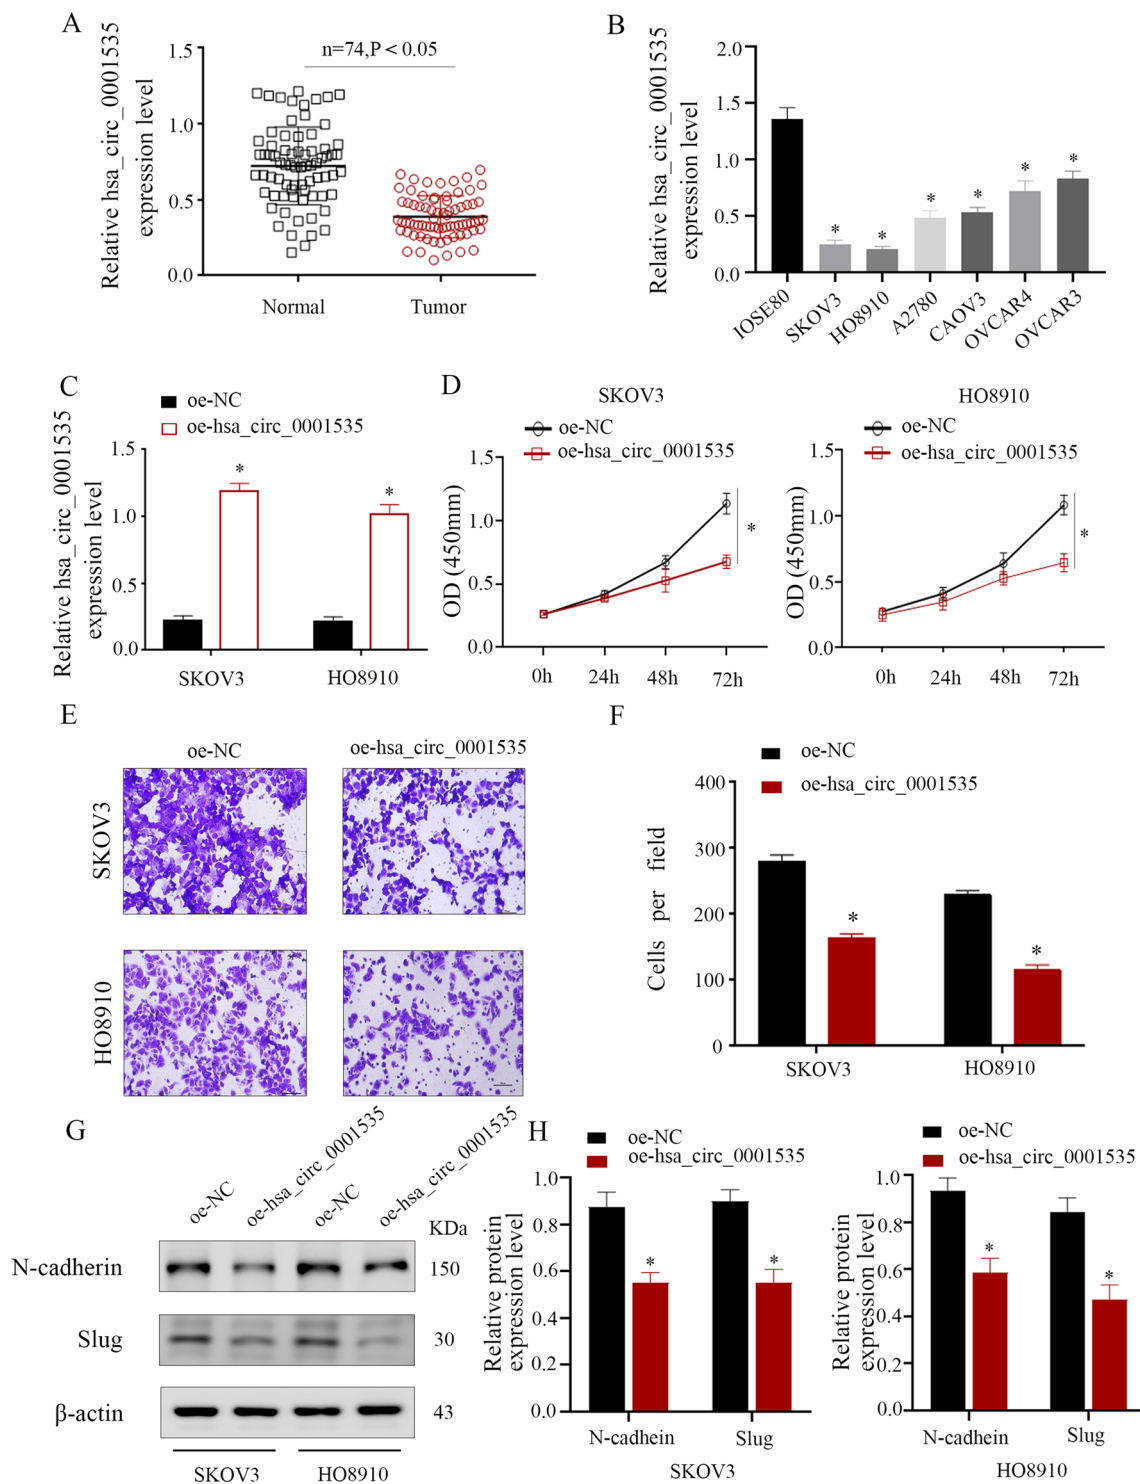 A
Relative hsa_circ_0001535
expression level
n=74,P < 0.05
1.5
1.0
0.5
0.0
Normal
Tumor
B
Relative hsa_circ_0001535
expression level
2.0
1.5
1.0
0.5
0.0
*
*
*
*
*
*
IOSE80
SKOV3
HO8910
A2780
CAOV3
OVCAR4
OVCAR3
C
oe-NC
oe-hsa_circ_0001535
Relative hsa_circ_0001535
expression level
1.5
1.0
0.5
0.0
*
*
SKOV3
HO8910
D
SKOV3
oe-NC
oe-hsa_circ_0001535
OD (450mm)
1.5
1.0
0.5
0.0
*
0h
24h
48h
72h
HO8910
oe-NC
oe-hsa_circ_0001535
OD (450mm)
1.5
1.0
0.5
0.0
*
0h
24h
48h
72h
E
oe-NC
oe-hsa_circ_0001535
SKOV3
HO8910
F
oe-NC
oe-hsa_circ_0001535
Cells per field
400
300
200
100
0
*
*
SKOV3
HO8910
G
oe-NC
oe-hsa_circ_0001535
oe-NC
oe-hsa_circ_0001535
KDa
N-cadherin
150
Slug
30
β-actin
43
SKOV3
HO8910
H
oe-NC
oe-hsa_circ_0001535
Relative protein
expression level
1.0
0.8
0.6
0.4
0.2
0.0
*
*
N-cadhein
Slug
SKOV3
oe-NC
oe-hsa_circ_0001535
Relative protein
expression level
1.0
0.8
0.6
0.4
0.2
0.0
*
*
N-cadhein
Slug
HO8910